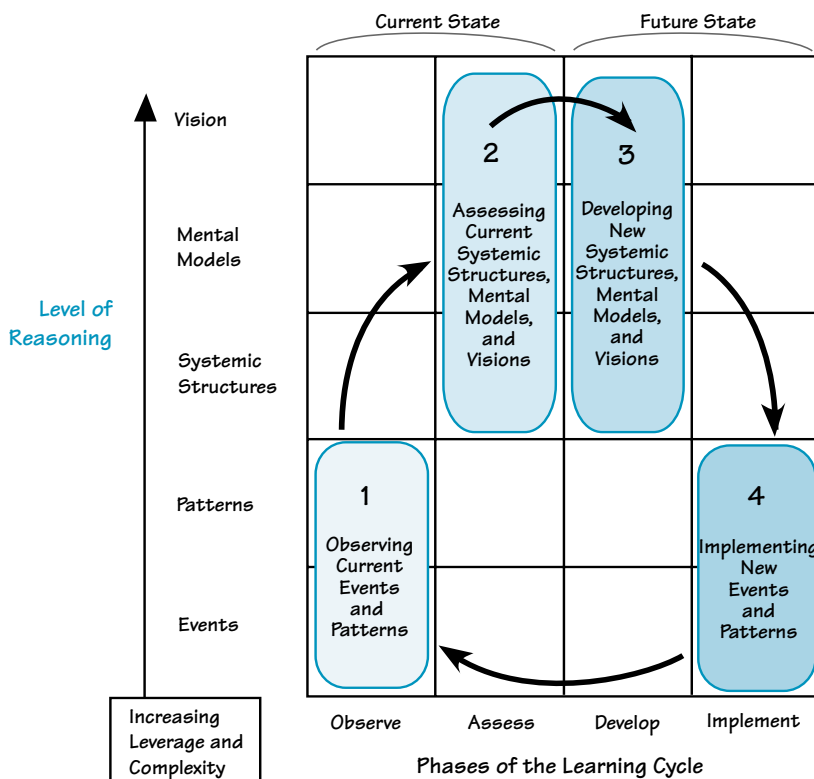 Current State
Future State
Vision
Mental
Models
Level of
Reasoning
Systemic
Structures
Patterns
Events
Increasing
Leverage and
Complexity
2
Assessing
Current
Systemic
Structures,
Mental
Models,
and
Visions
3
Developing
New
Systemic
Structures,
Mental
Models,
and
Visions
1
Observing
Current
Events
and
Patterns
4
Implementing
New
Events
and
Patterns
Observe
Assess
Develop
Implement
Phases of the Learning Cycle